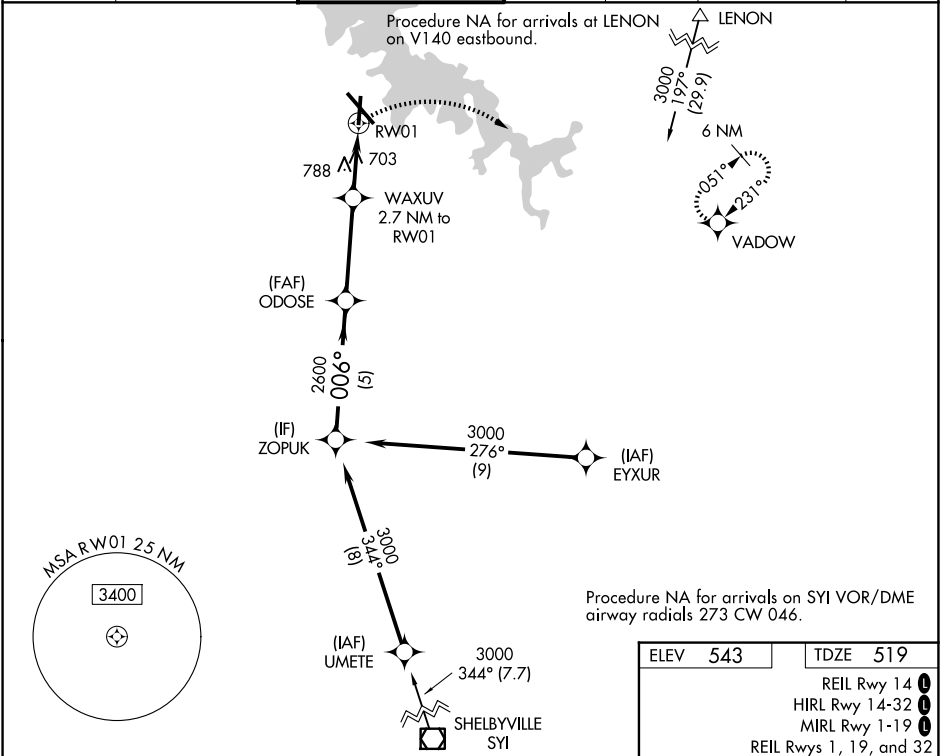 Procedure NA for arrivals at LENON
on V140 eastbound.
LENON
3000
197°
(29.9)
6 NM
051°
231°
VADOW
RW01
788
703
WAXUV
2.7 NM to
RW01
(FAF)
ODOSE
2600
006°
(5)
(IF)
ZOPUK
3000
276°
(9)
(IAF)
EYXUR
3000
344°
(8)
MSA RW01 25 NM
3400
Procedure NA for arrivals on SYI VOR/DME
airway radials 273 CW 046.
(IAF)
UMETE
3000
344° (7.7)
SHELBYVILLE
SYI
ELEV 543
TDZE 519
REIL Rwy 14 L
HIRL Rwy 14-32 L
MIRL Rwy 1-19 L
REIL Rwys 1, 19, and 32